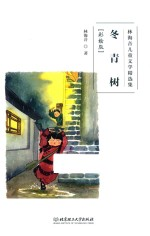 林海音儿童文学精选集
冬青树
【彩绘版】
林海音 ◎ 著
北京理工大学出版社